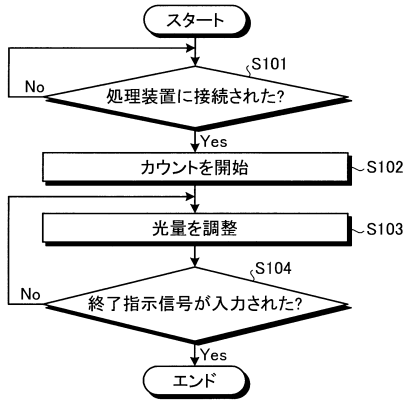 スタート
S101
No
処理装置に接続された?
Yes
カウントを開始
S102
光量を調整
S103
S104
No
終了指示信号が入力された?
Yes
エンド